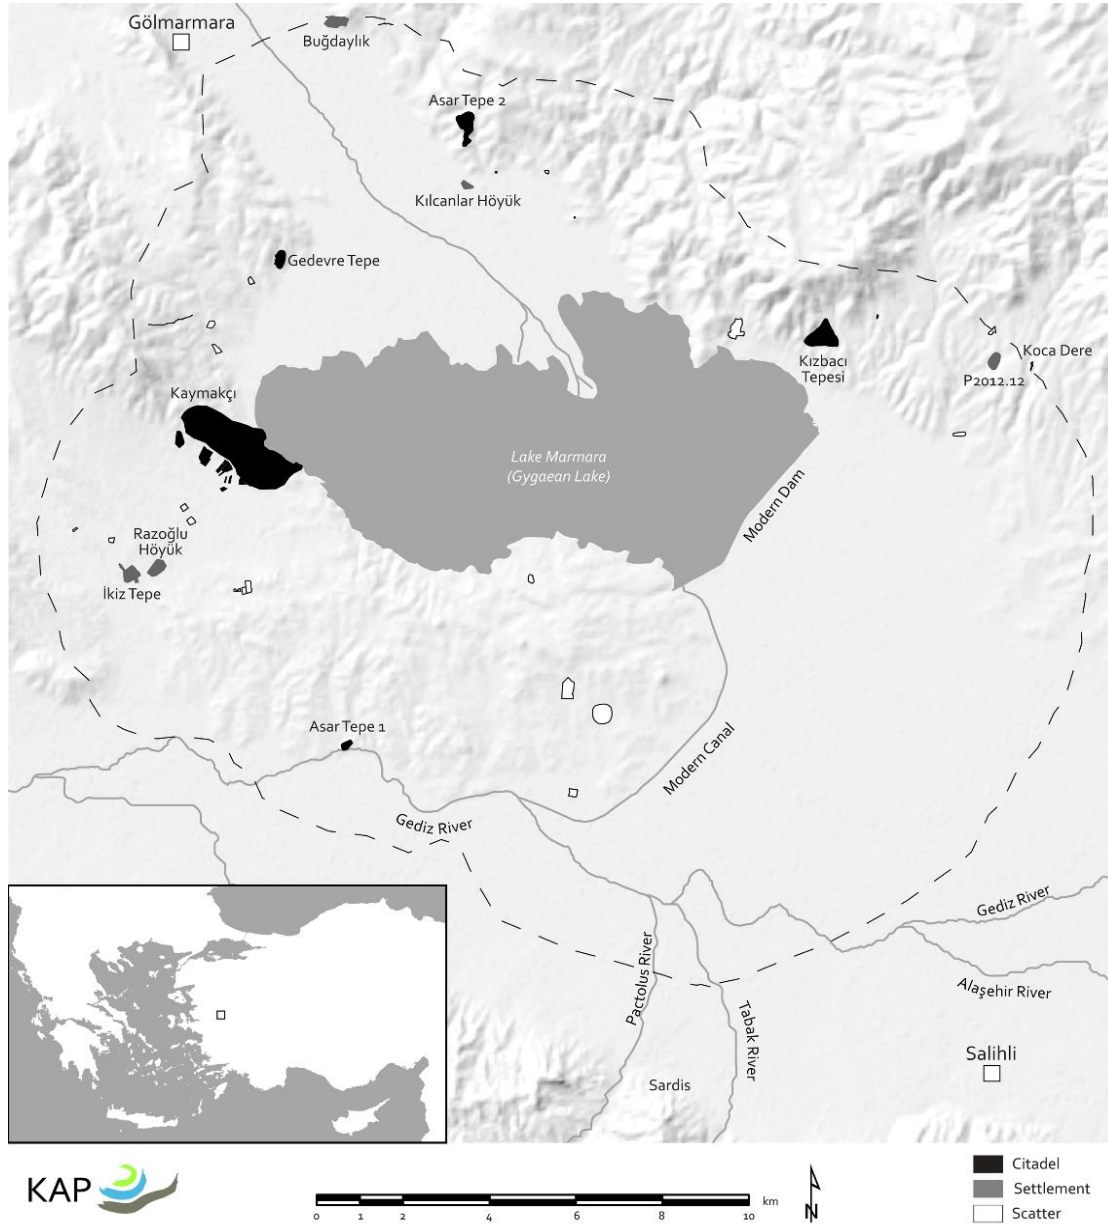 Gölmarmara
Buğdaylık
Asar Tepe 2
Kılcanlar Höyük
Gedevre Tepe
Kızbacı
Tepesi
Koca Dere
P2012.12
Kaymakçı
Lake Marmara
(Gygaean Lake)
Modern Dam
Razoğlu
Höyük
İkiz Tepe
Asar Tepe 1
Modern Canal
Gediz River
Gediz River
Alaşehir River
Pactolus River
Tabak River
Salihli
Sardis
KAP
0 1 2 4 6 8 10
km
N
Citadel
Settlement
Scatter